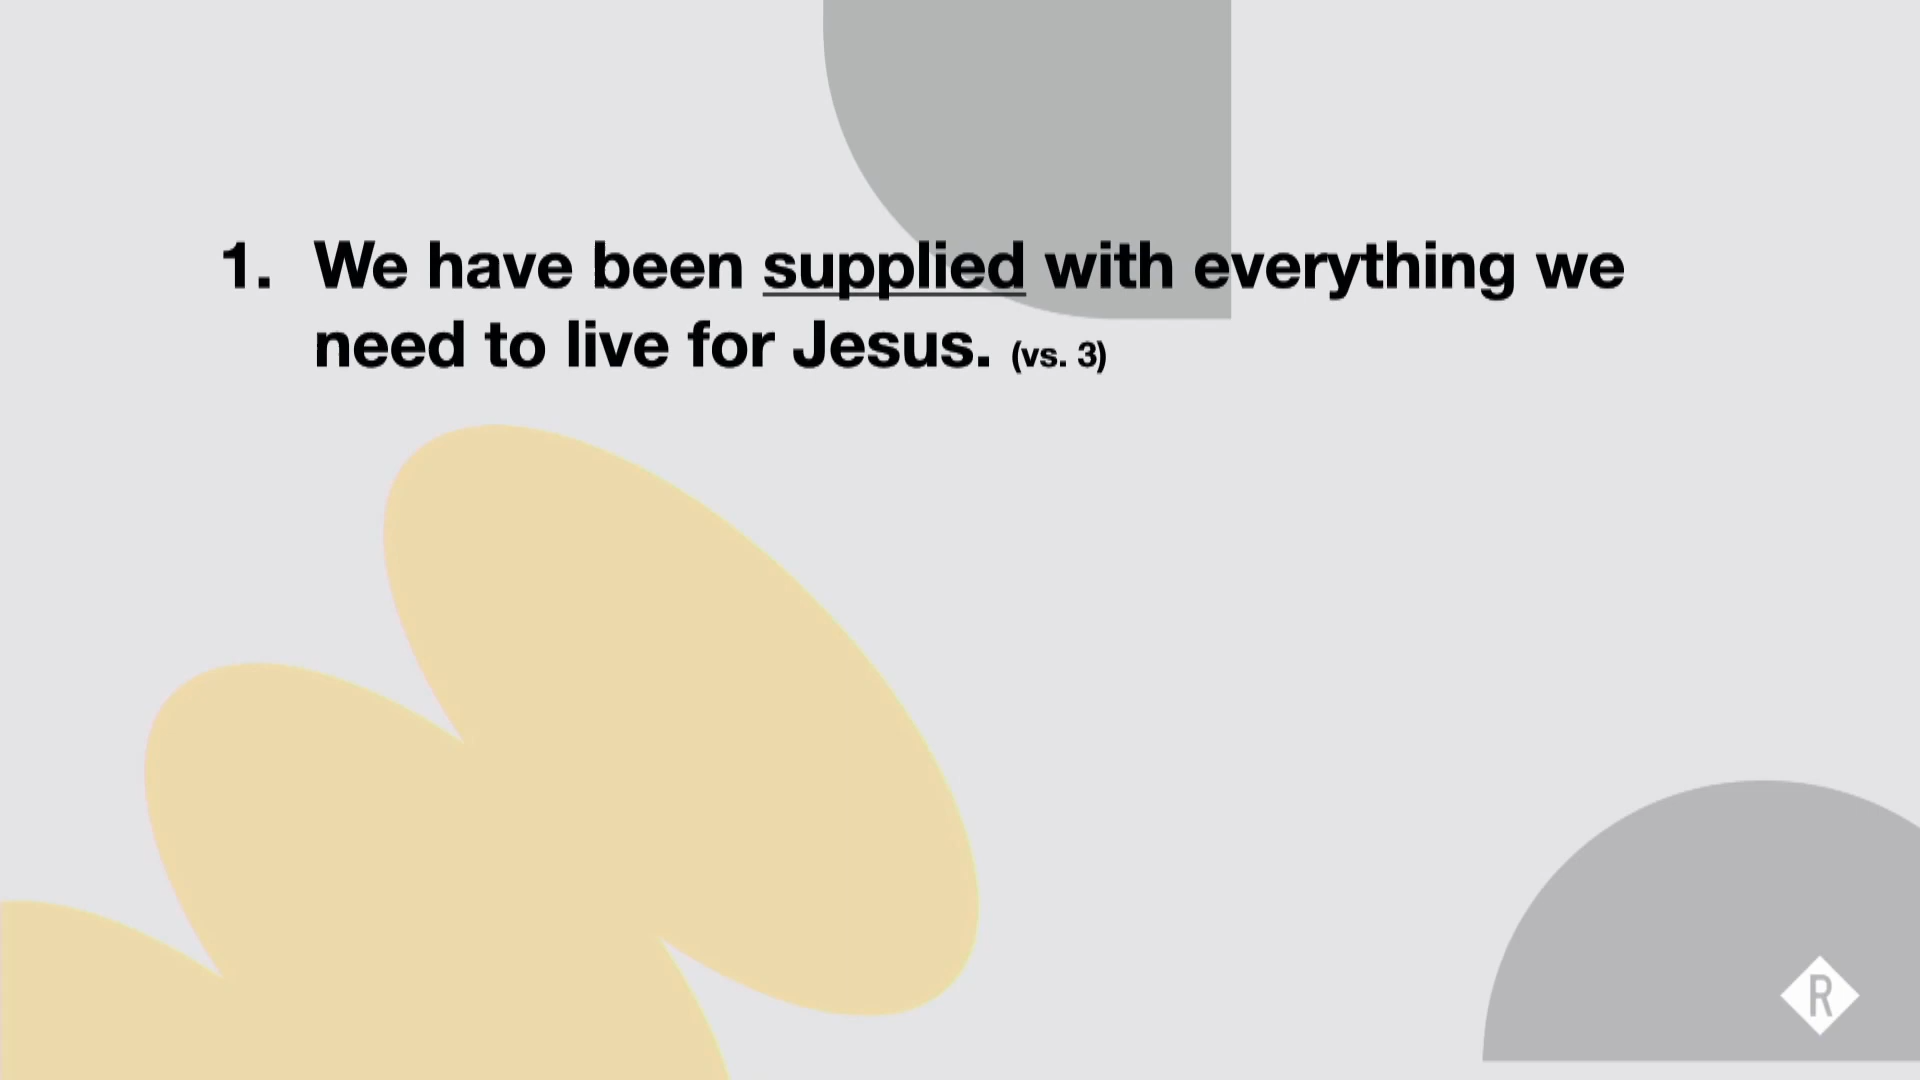 1. We have been supplied with everything we
need to live for Jesus. (vs. 3)
R